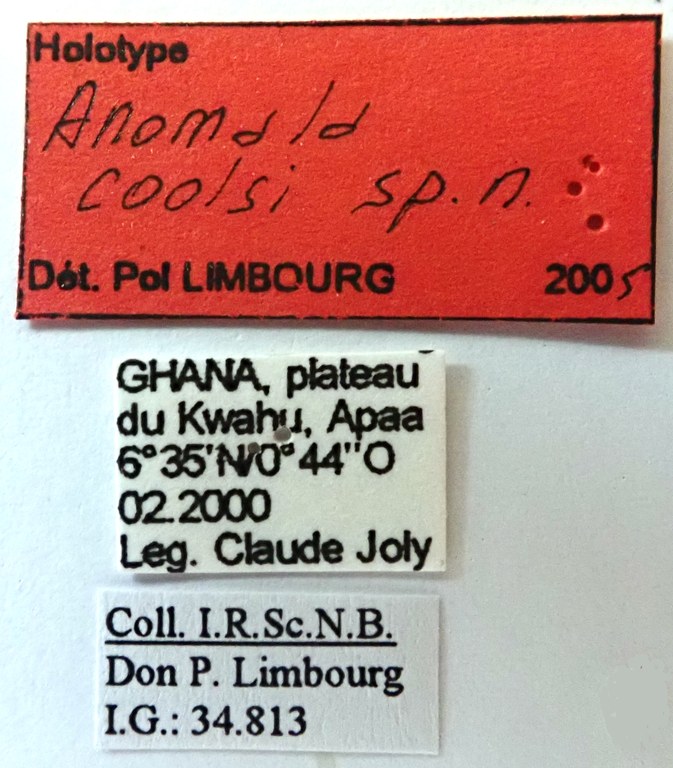 Holotype
Anomala
coolsi sp.n.
Dét. Pol LIMBOURG 2005
GHANA, plateau
du Kwahu, Apaa
6°35'N/0°44''O
02.2000
Leg. Claude Joly
Coll. I.R.Sc.N.B.
Don P. Limbourg
I.G.: 34.813